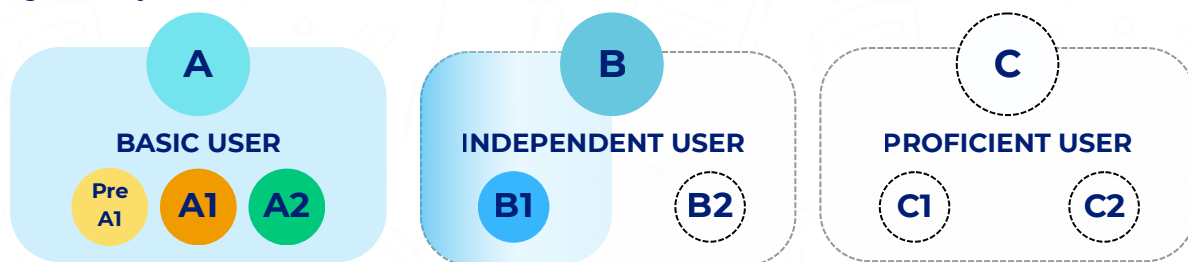 A
BASIC USER
Pre
A1
A1
A2
B
INDEPENDENT USER
B1
B2
C
PROFICIENT USER
C1
C2